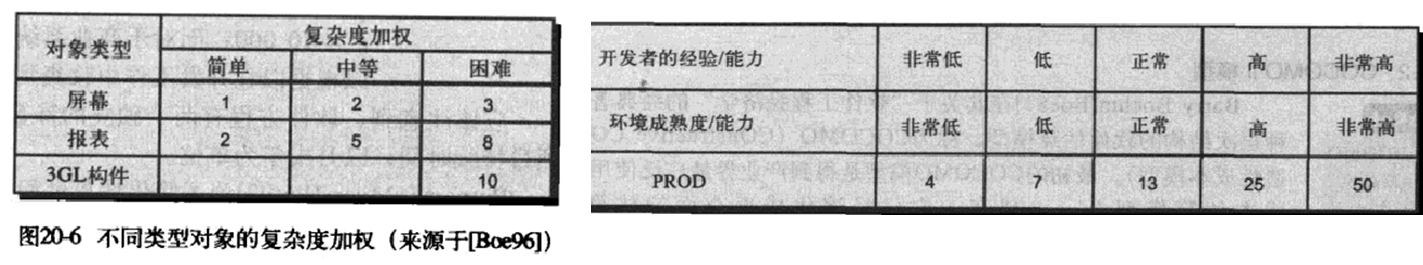 对象类型 复杂度加权
简单 中等 困难
屏幕 1 2 3
报表 2 5 8
3GL构件 10
图20-6 不同类型对象的复杂度加权（来源于[Boe96]）
开发者的经验/能力 非常低 低 正常 高 非常高
环境成熟度/能力 非常低 低 正常 高 非常高
PROD 4 7 13 25 50